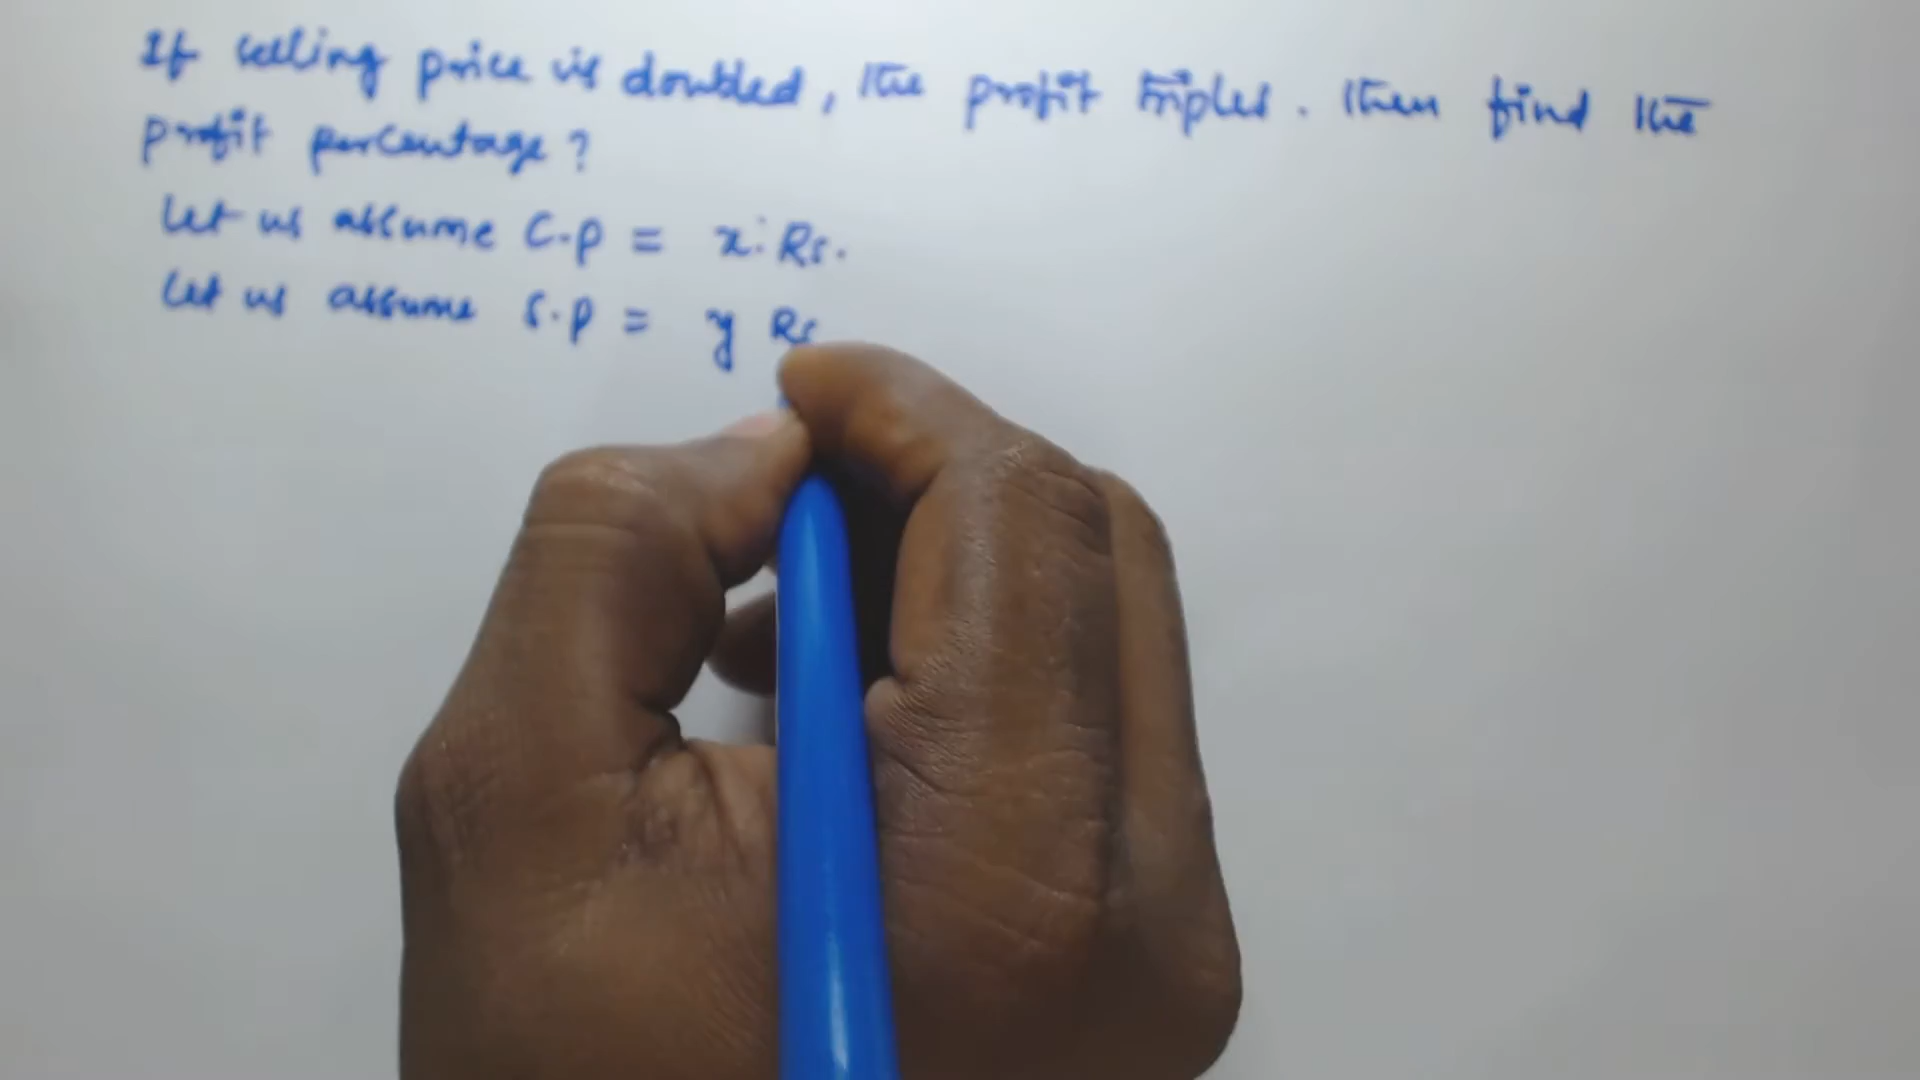 If selling price is doubled, the profit triples. Then find the
profit percentage?
Let us assume C.P = x Rs.
Let us assume S.P = y Rs